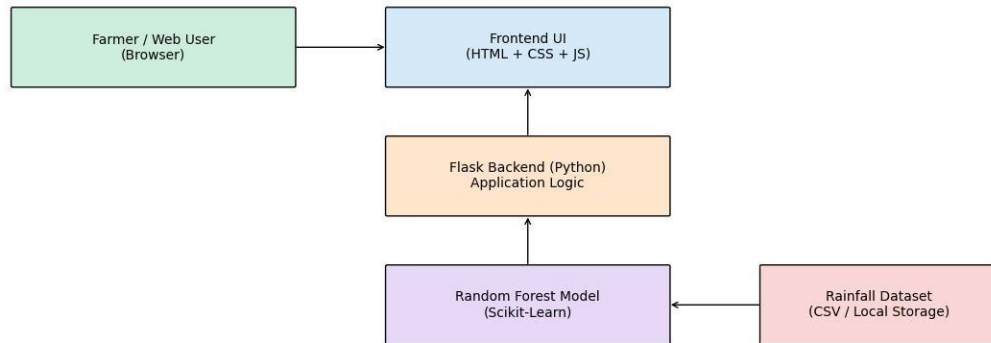 Farmer / Web User
(Browser)
Frontend UI
(HTML + CSS + JS)
Flask Backend (Python)
Application Logic
Random Forest Model
(Scikit-Learn)
Rainfall Dataset
(CSV / Local Storage)